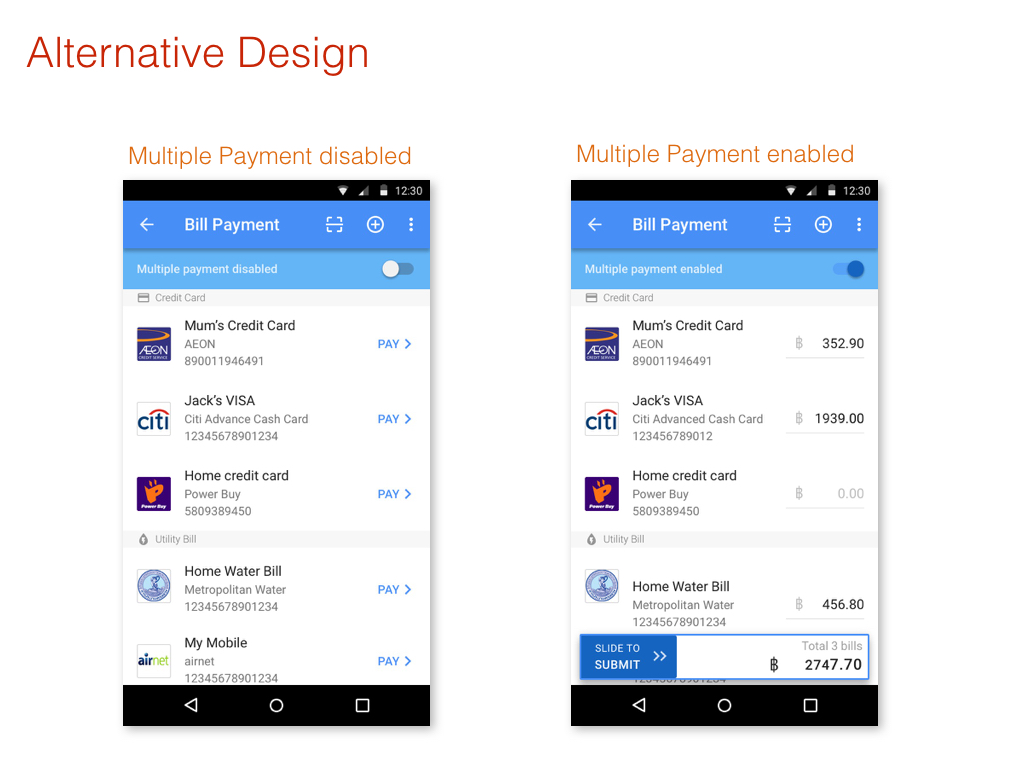 Alternative Design
Multiple Payment disabled
12:30
Bill Payment
Multiple payment disabled
Credit Card
Mum’s Credit Card
AEON
890011946491
PAY
AEON
CREDIT SERVICE
Jack’s VISA
Citi Advance Cash Card
12345678901234
PAY
citi
Home credit card
Power Buy
5809389450
PAY
Power Buy
Utility Bill
Home Water Bill
Metropolitan Water
12345678901234
PAY
My Mobile
airnet
12345678901234
PAY
airnet
Multiple Payment enabled
12:30
Bill Payment
Multiple payment enabled
Credit Card
Mum’s Credit Card
AEON
890011946491
฿ 352.90
AEON
CREDIT SERVICE
Jack’s VISA
Citi Advanced Cash Card
123456789012
฿ 1939.00
citi
Home credit card
Power Buy
5809389450
฿ 0.00
Power Buy
Utility Bill
Home Water Bill
Metropolitan Water
12345678901234
฿ 456.80
SLIDE TO
SUBMIT
Total 3 bills
฿ 2747.70